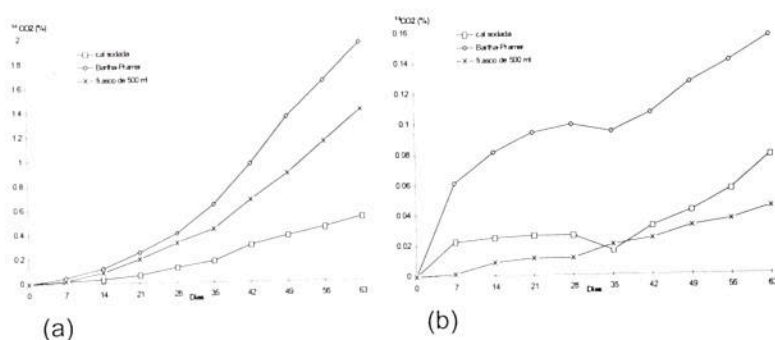 14CO2 (%)
2
1.8
1.6
1.4
1.2
1
0.8
0.6
0.4
0.2
0
cal sodada
Bartha-Pramer
frasco de 500 ml
0 7 14 21 28 35 42 49 56 63
Dias
(a)
14CO2 (%)
0.16
0.14
0.12
0.1
0.08
0.06
0.04
0.02
0
cal sodada
Bartha-Pramer
frasco de 500 ml
0 7 14 21 28 35 42 49 56 63
Dias
(b)